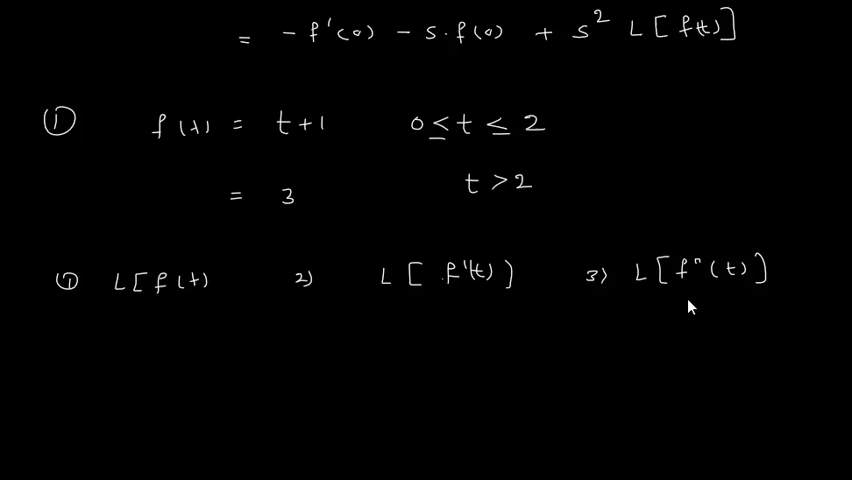 = - f'(0) - s.f(0) + s² L[f(t)]
① f(t) = t+1 0 ≤ t ≤ 2
= 3 t > 2
① L[f(t) 2) L[f'(t)] 3) L[f"(t)]